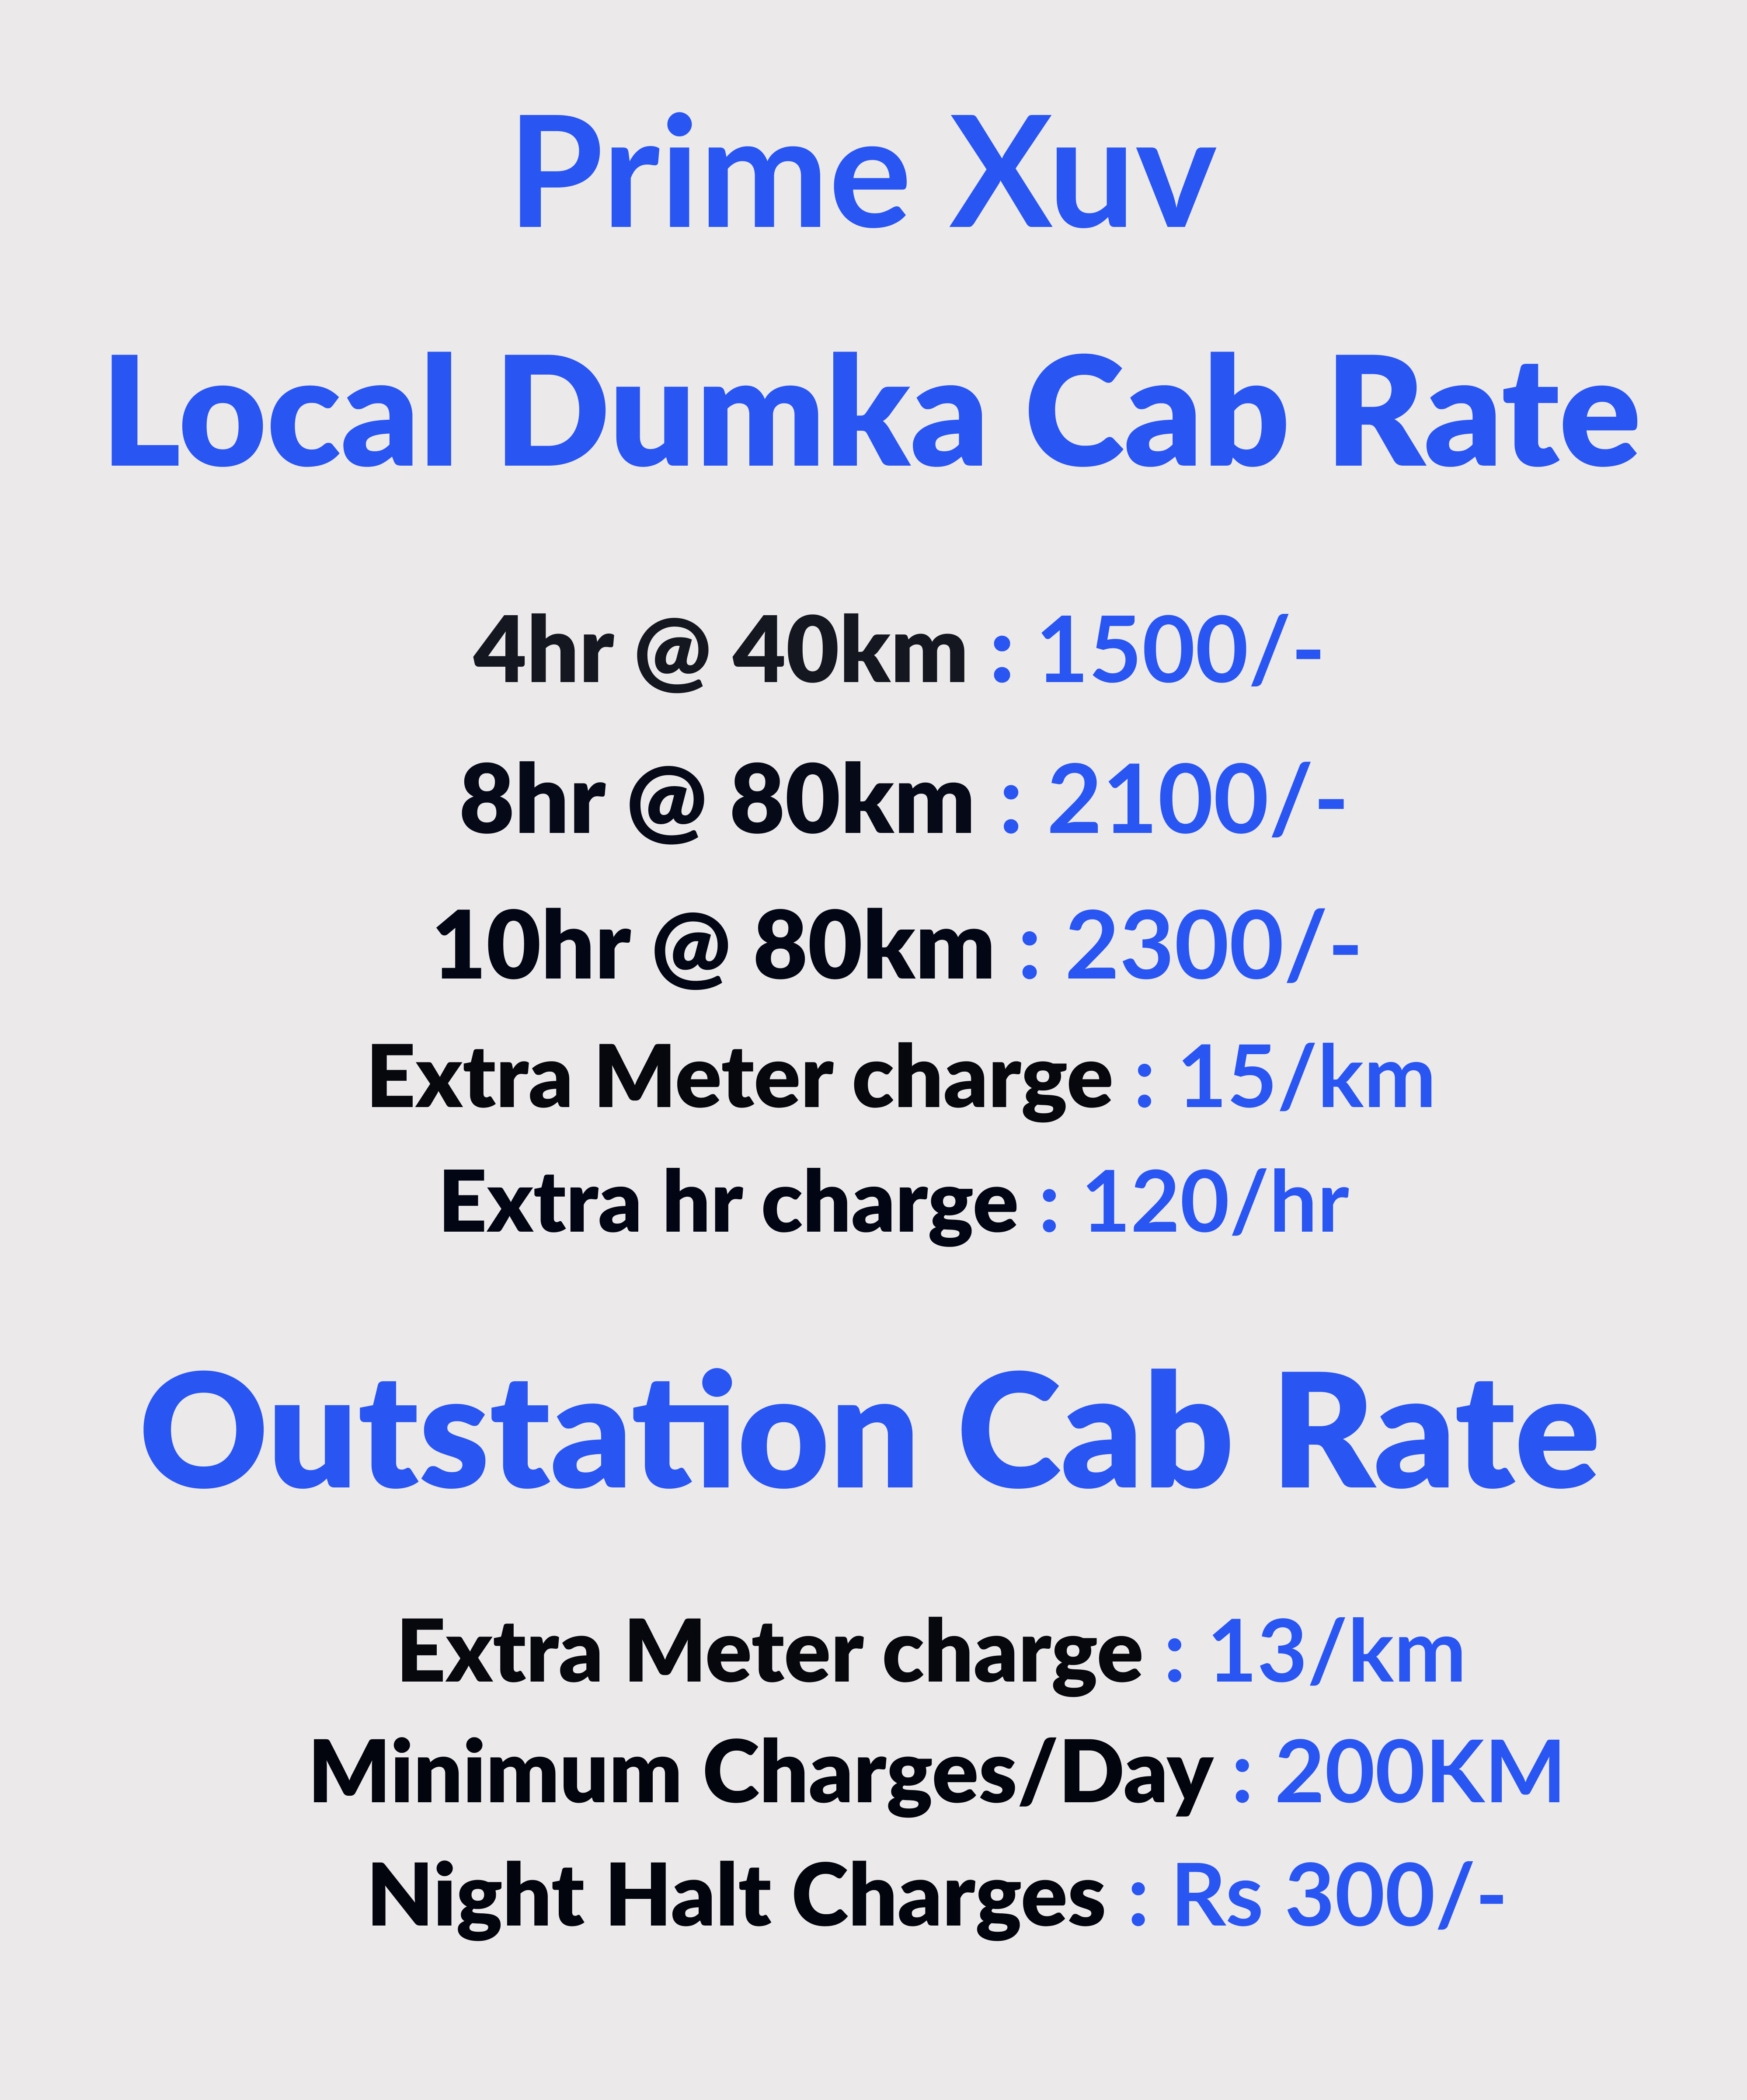 Prime Xuv
Local Dumka Cab Rate
4hr @ 40km : 1500/-
8hr @ 80km : 2100/-
10hr @ 80km : 2300/-
Extra Meter charge : 15/km
Extra hr charge : 120/hr
Outstation Cab Rate
Extra Meter charge : 13/km
Minimum Charges/Day : 200KM
Night Halt Charges : Rs 300/-